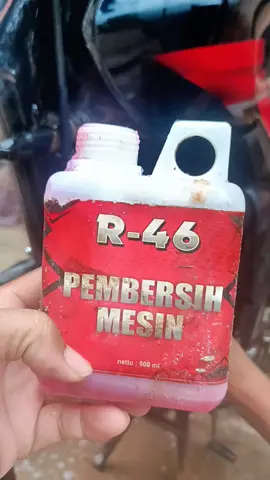 R-46
PEMBERSIH
MESIN
netto : 500 ml